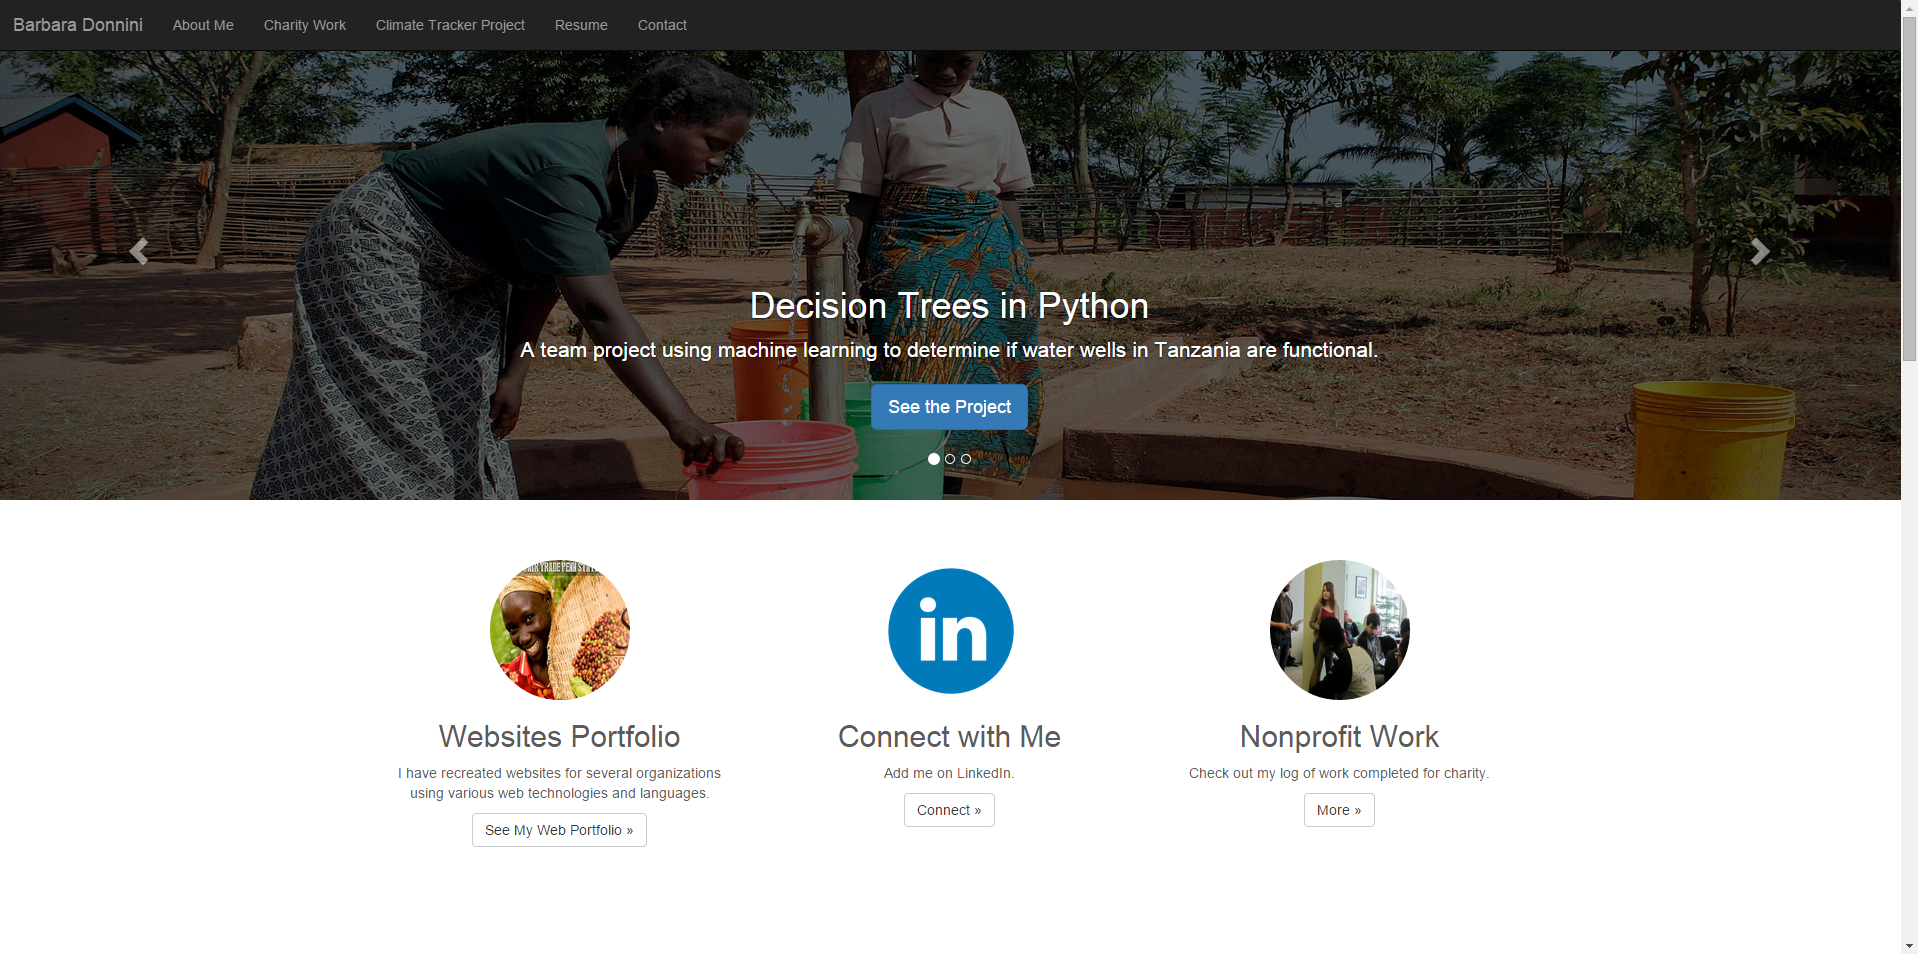 Barbara Donnini About Me Charity Work Climate Tracker Project Resume Contact
Decision Trees in Python
A team project using machine learning to determine if water wells in Tanzania are functional.
See the Project
FAIR TRADE PENN STATE
in
Websites Portfolio
I have recreated websites for several organizations
using various web technologies and languages.
See My Web Portfolio »
Connect with Me
Add me on LinkedIn.
Connect »
Nonprofit Work
Check out my log of work completed for charity.
More »